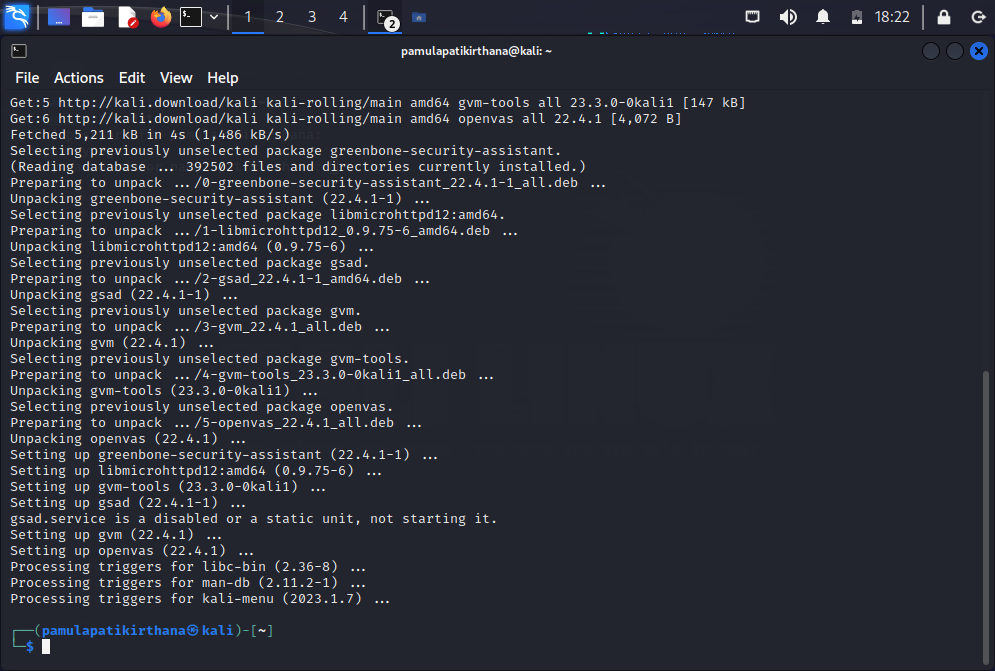 1 2 3 4 2 18:22
pamulapatikirthana@kali: ~
File Actions Edit View Help
Get:5 http://kali.download/kali kali-rolling/main amd64 gvm-tools all 23.3.0-0kali1 [147 kB]
Get:6 http://kali.download/kali kali-rolling/main amd64 openvas all 22.4.1 [4,072 B]
Fetched 5,211 kB in 4s (1,486 kB/s)
Selecting previously unselected package greenbone-security-assistant.
(Reading database ... 392502 files and directories currently installed.)
Preparing to unpack .../0-greenbone-security-assistant_22.4.1-1_all.deb ...
Unpacking greenbone-security-assistant (22.4.1-1) ...
Selecting previously unselected package libmicrohttpd12:amd64.
Preparing to unpack .../1-libmicrohttpd12_0.9.75-6_amd64.deb ...
Unpacking libmicrohttpd12:amd64 (0.9.75-6) ...
Selecting previously unselected package gsad.
Preparing to unpack .../2-gsad_22.4.1-1_amd64.deb ...
Unpacking gsad (22.4.1-1) ...
Selecting previously unselected package gvm.
Preparing to unpack .../3-gvm_22.4.1_all.deb ...
Unpacking gvm (22.4.1) ...
Selecting previously unselected package gvm-tools.
Preparing to unpack .../4-gvm-tools_23.3.0-0kali1_all.deb ...
Unpacking gvm-tools (23.3.0-0kali1) ...
Selecting previously unselected package openvas.
Preparing to unpack .../5-openvas_22.4.1_all.deb ...
Unpacking openvas (22.4.1) ...
Setting up greenbone-security-assistant (22.4.1-1) ...
Setting up libmicrohttpd12:amd64 (0.9.75-6) ...
Setting up gvm-tools (23.3.0-0kali1) ...
Setting up gsad (22.4.1-1) ...
gsad.service is a disabled or a static unit, not starting it.
Setting up gvm (22.4.1) ...
Setting up openvas (22.4.1) ...
Processing triggers for libc-bin (2.36-8) ...
Processing triggers for man-db (2.11.2-1) ...
Processing triggers for kali-menu (2023.1.7) ...
┌──(pamulapatikirthana㉿kali)-[~]
└─$